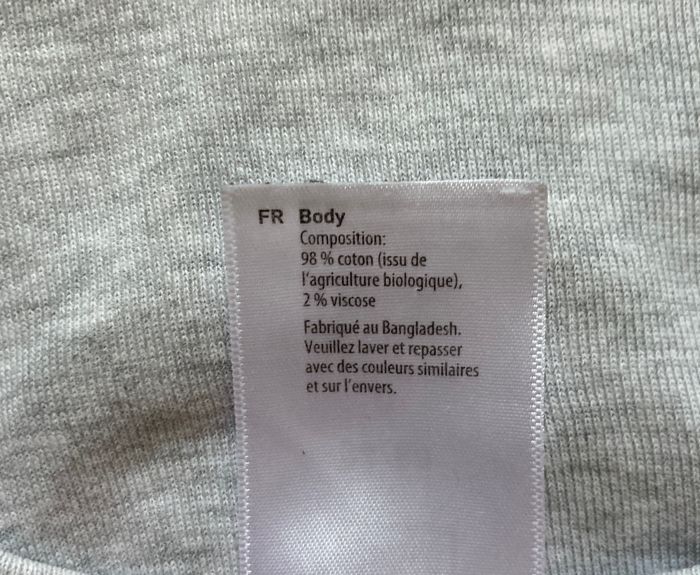 FR Body
Composition:
98 % coton (issu de
l'agriculture biologique),
2 % viscose
Fabriqué au Bangladesh.
Veuillez laver et repasser
avec des couleurs similaires
et sur l'envers.